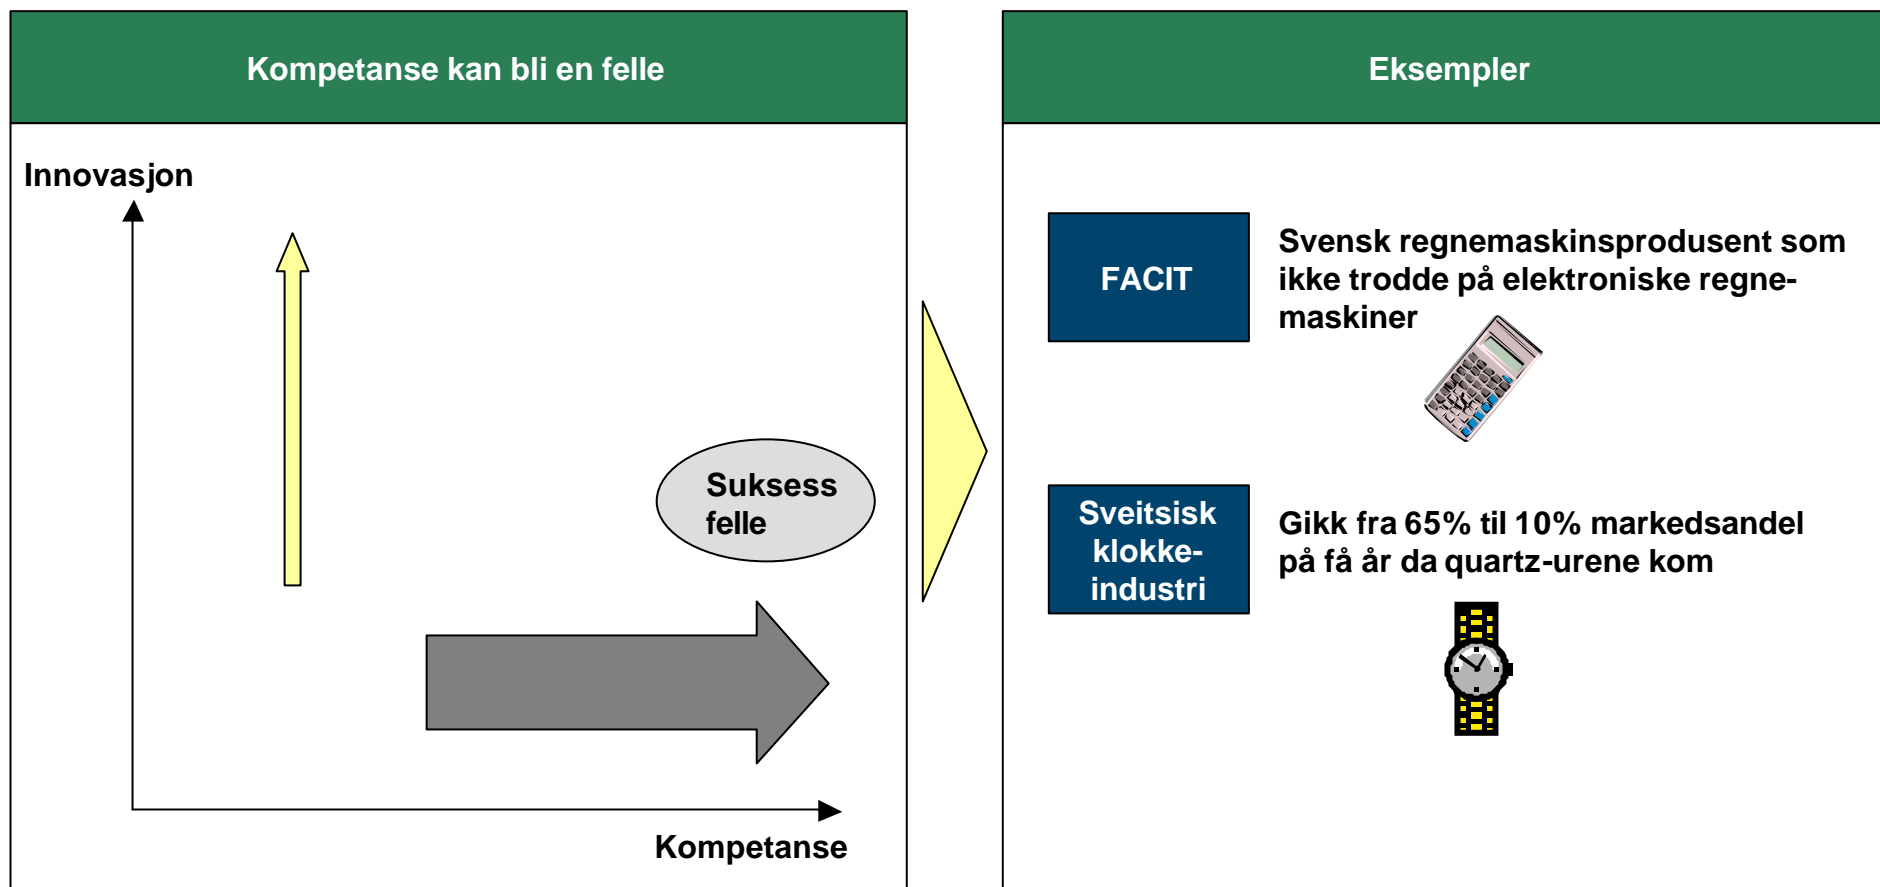 Kompetanse kan bli en felle
Innovasjon
Suksess
felle
Kompetanse
Eksempler
FACIT
Svensk regnemaskinsprodusent som
ikke trodde på elektroniske regne-
maskiner
Sveitsisk
klokke-
industri
Gikk fra 65% til 10% markedsandel
på få år da quartz-urene kom